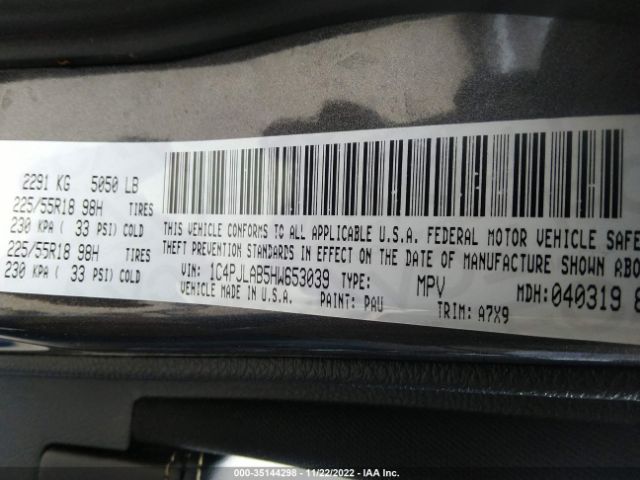 2291 KG 5050 LB
225/55R18 98H TIRES
230 KPA ( 33 PSI) COLD
225/55R18 98H TIRES
230 KPA ( 33 PSI) COLD
THIS VEHICLE CONFORMS TO ALL APPLICABLE U.S.A. FEDERAL MOTOR VEHICLE SAFE
THEFT PREVENTION STANDARDS IN EFFECT ON THE DATE OF MANUFACTURE SHOWN ABO
VIN: 1C4PJLAB5HW653039 TYPE: MPV MDH:040319 8
VEHICLE MADE IN U.S.A. PAINT: PAU TRIM: A7X9
000-35144298 - 11/22/2022 - IAA Inc.